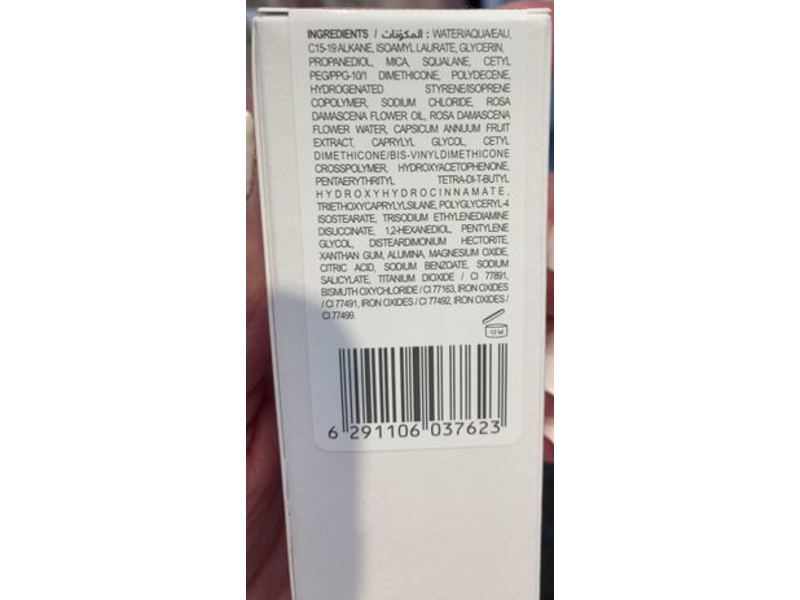 INGREDIENTS / المكونات : WATER/AQUA/EAU,
C15-19 ALKANE, ISOAMYL LAURATE, GLYCERIN,
PROPANEDIOL, MICA, SQUALANE, CETYL
PEG/PPG-10/1 DIMETHICONE, POLYDECENE,
HYDROGENATED STYRENE/ISOPRENE
COPOLYMER, SODIUM CHLORIDE, ROSA
DAMASCENA FLOWER OIL, ROSA DAMASCENA
FLOWER WATER, CAPSICUM ANNUUM FRUIT
EXTRACT, CAPRYLYL GLYCOL, CETYL
DIMETHICONE/BIS-VINYLDIMETHICONE
CROSSPOLYMER, HYDROXYACETOPHENONE,
PENTAERYTHRITYL TETRA-DI-T-BUTYL
HYDROXYHYDROCINNAMATE,
TRIETHOXYCAPRYLYLSILANE, POLYGLYCERYL-4
ISOSTEARATE, TRISODIUM ETHYLENEDIAMINE
DISUCCINATE, 1,2-HEXANEDIOL, PENTYLENE
GLYCOL, DISTEARDIMONIUM HECTORITE,
XANTHAN GUM, ALUMINA, MAGNESIUM OXIDE,
CITRIC ACID, SODIUM BENZOATE, SODIUM
SALICYLATE, TITANIUM DIOXIDE / CI 77891,
BISMUTH OXYCHLORIDE / CI 77163, IRON OXIDES
/ CI 77491, IRON OXIDES / CI 77492, IRON OXIDES /
CI 77499.
6 291106 037623